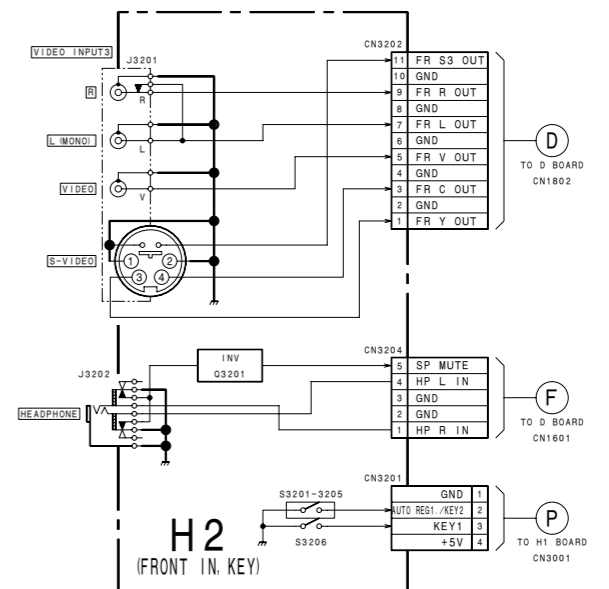 VIDEO INPUT3
J3201
R
R
L (MONO)
L
VIDEO
V
S-VIDEO
1
2
3
4
CN3202
11 FR S3 OUT
10 GND
9 FR R OUT
8 GND
7 FR L OUT
6 GND
5 FR V OUT
4 GND
3 FR C OUT
2 GND
1 FR Y OUT
D
TO D BOARD
CN1802
J3202
HEADPHONE
INV
Q3201
CN3204
5 SP MUTE
4 HP L IN
3 GND
2 GND
1 HP R IN
F
TO D BOARD
CN1601
CN3201
GND 1
AUTO REG1./KEY2 2
KEY1 3
+5V 4
S3201-3205
S3206
P
TO H1 BOARD
CN3001
H2
(FRONT IN, KEY)